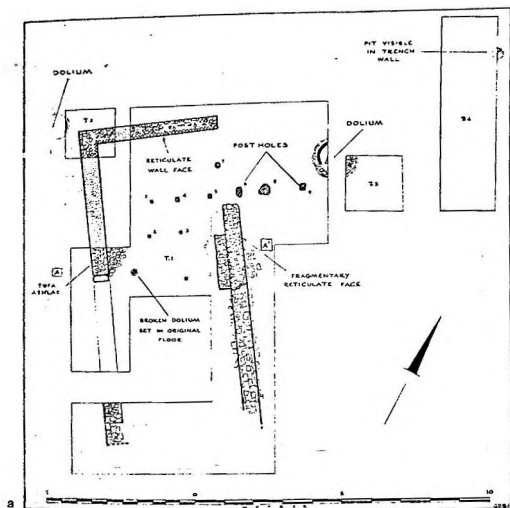 PIT VISIBLE
IN TRENCH
WALL
DOLIUM
T2
T4
RETICULATE
WALL FACE
POST HOLES
DOLIUM
T3
T.1
A
A'
TUFA
ASHLAR
FRAGMENTARY
RETICULATE FACE
BROKEN DOLIUM
SET IN ORIGINAL
FLOOR
a
1
0
5
10